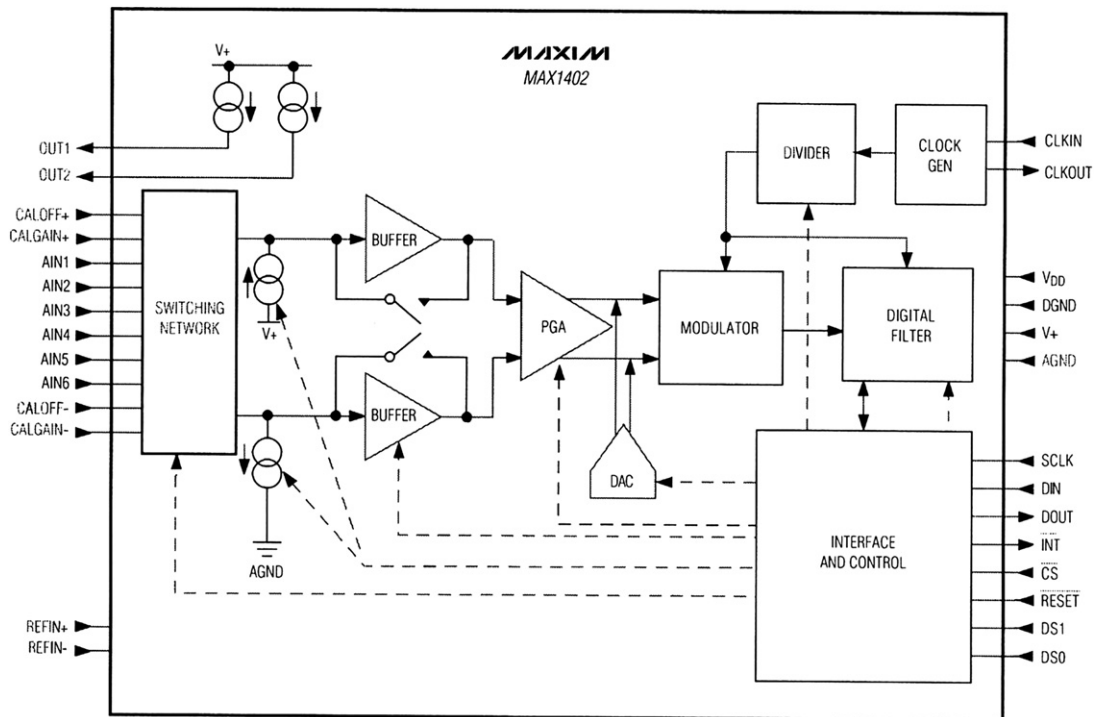 MAXIM
MAX1402
V+
OUT1
OUT2
CALOFF+
CALGAIN+
AIN1
AIN2
AIN3
AIN4
AIN5
AIN6
CALOFF-
CALGAIN-
SWITCHING
NETWORK
V+
AGND
BUFFER
BUFFER
PGA
DAC
MODULATOR
DIVIDER
CLOCK
GEN
DIGITAL
FILTER
INTERFACE
AND CONTROL
CLKIN
CLKOUT
VDD
DGND
V+
AGND
SCLK
DIN
DOUT
INT
CS
RESET
DS1
DS0
REFIN+
REFIN-